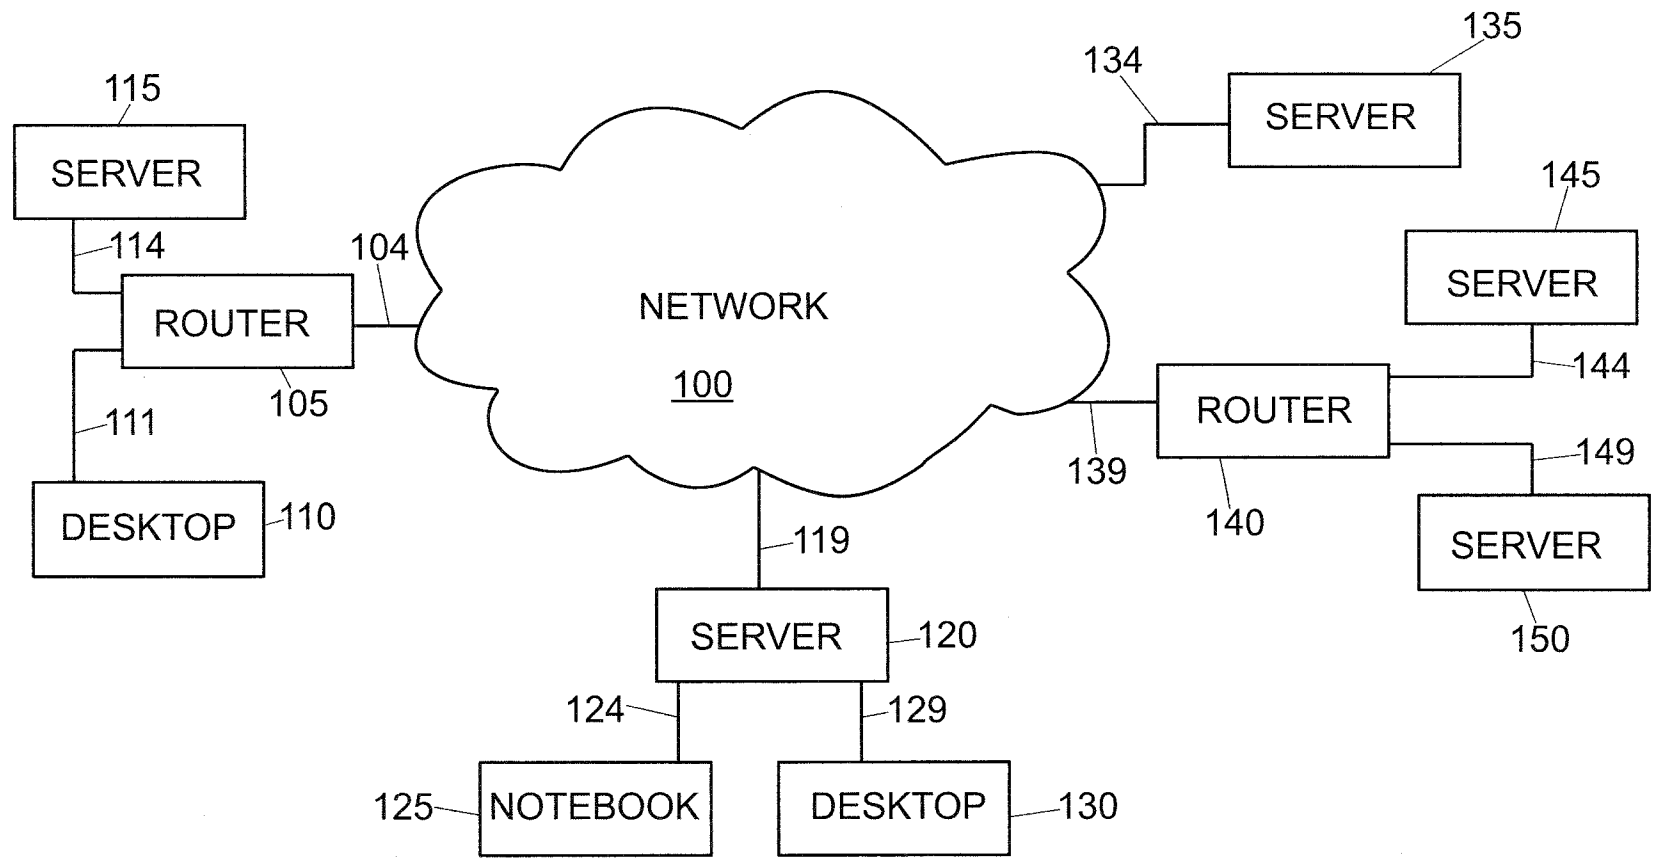 135
134
SERVER
115
SERVER
145
SERVER
114
104
NETWORK
100
ROUTER
105
144
ROUTER
111
139
149
140
DESKTOP
110
119
SERVER
150
SERVER
120
124
129
125
NOTEBOOK
DESKTOP
130